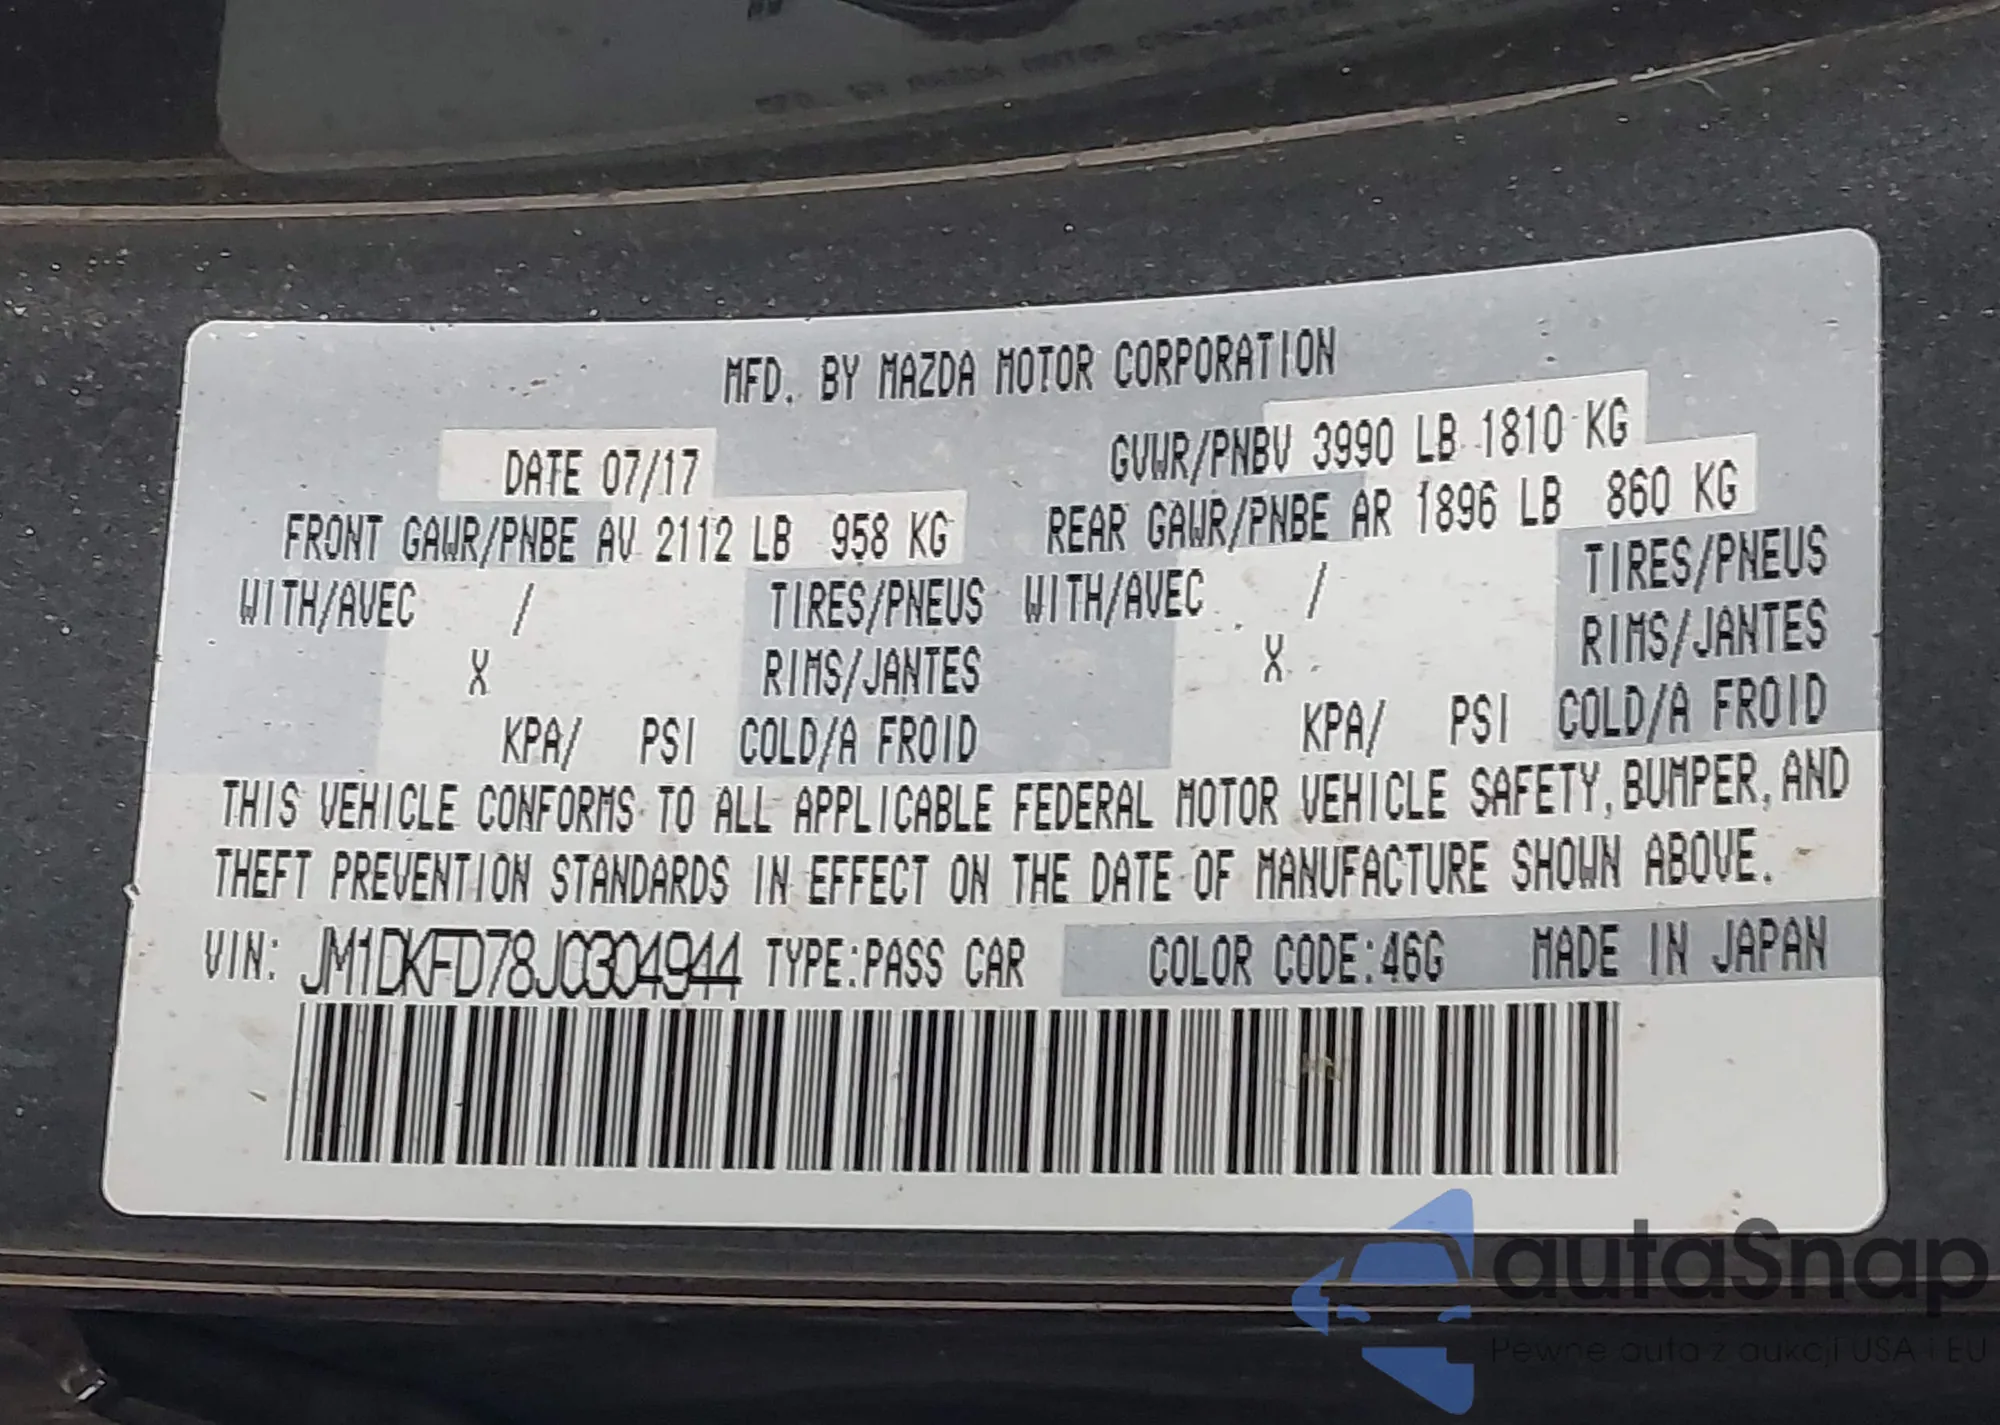 MFD. BY MAZDA MOTOR CORPORATION
DATE 07/17 GVWR/PNBV 3990 LB 1810 KG
FRONT GAWR/PNBE AV 2112 LB 958 KG REAR GAWR/PNBE AR 1896 LB 860 KG
WITH/AVEC / TIRES/PNEUS WITH/AVEC / TIRES/PNEUS
X RIMS/JANTES X RIMS/JANTES
KPA/ PSI COLD/A FROID KPA/ PSI COLD/A FROID
THIS VEHICLE CONFORMS TO ALL APPLICABLE FEDERAL MOTOR VEHICLE SAFETY, BUMPER, AND
THEFT PREVENTION STANDARDS IN EFFECT ON THE DATE OF MANUFACTURE SHOWN ABOVE.
VIN: JM1DKFD78J0304944 TYPE:PASS CAR COLOR CODE:46G MADE IN JAPAN
autaSnap
Pewne auta z aukcji USA i EU